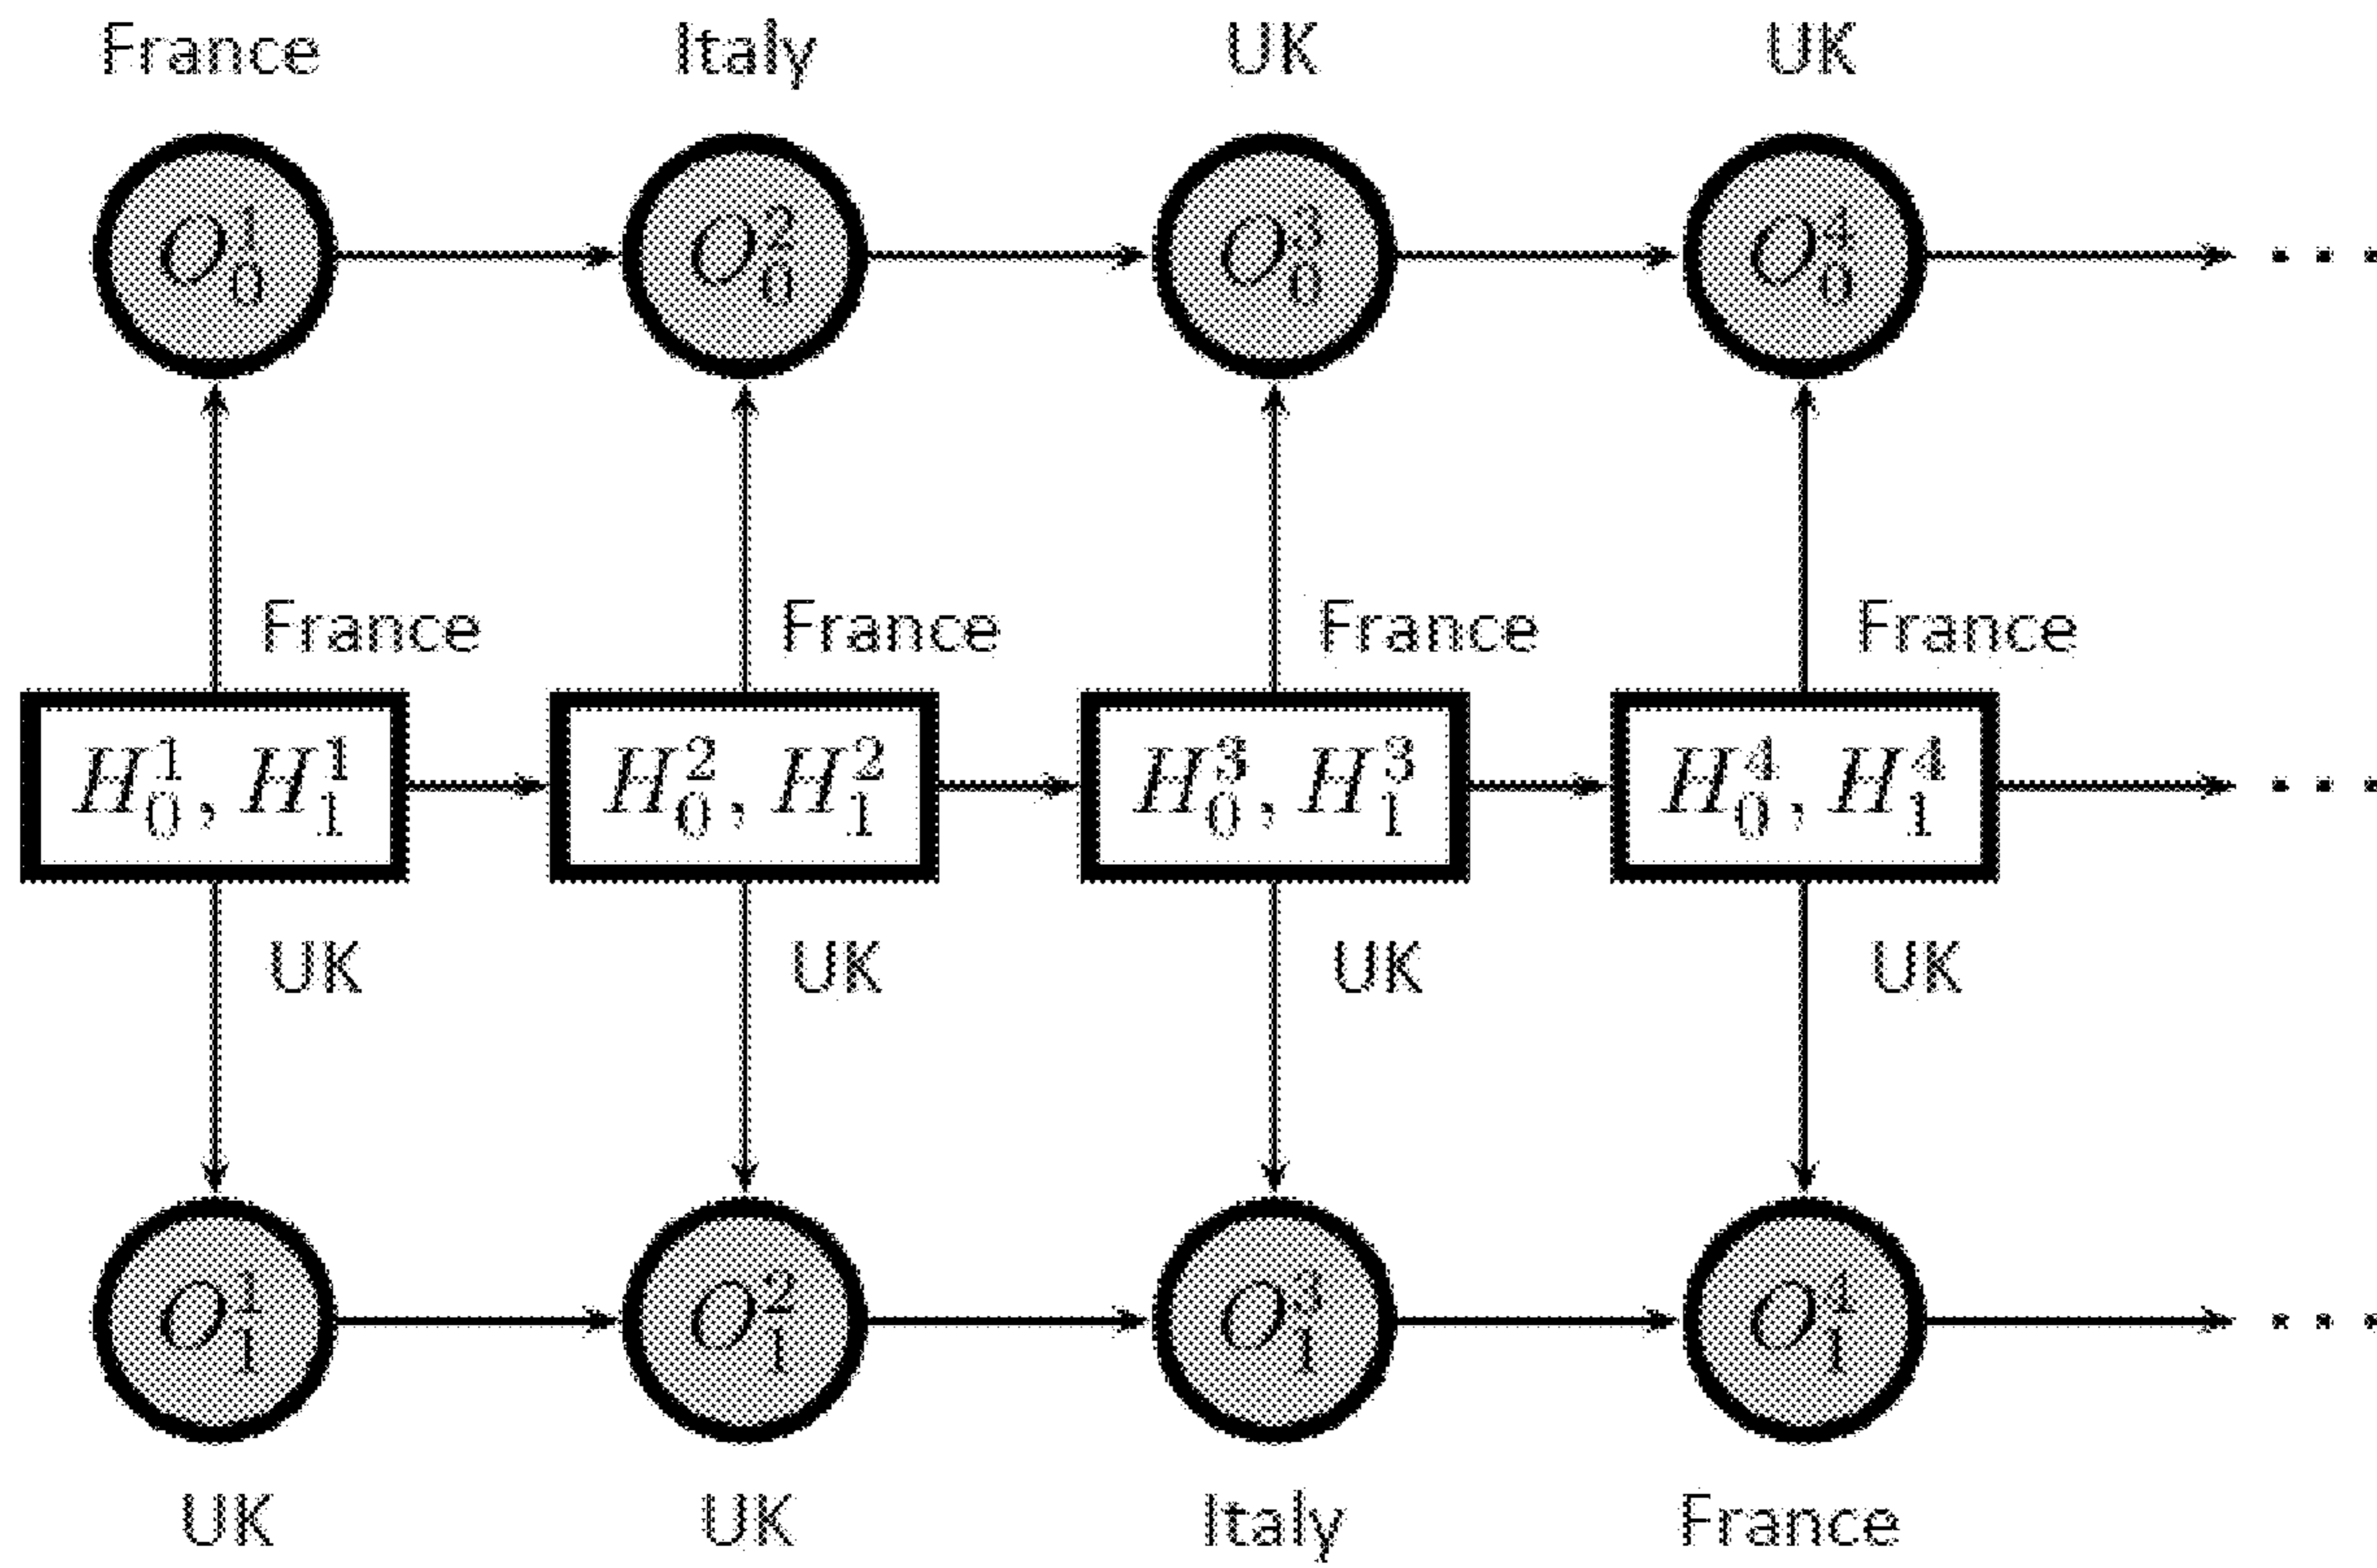 France Italy UK UK
O_0^1 O_0^2 O_0^3 O_0^4 ...
France France France France
H_0^1, H_1^1 H_0^2, H_1^2 H_0^3, H_1^3 H_0^4, H_1^4 ...
UK UK UK UK
O_1^1 O_1^2 O_1^3 O_1^4 ...
UK UK Italy France